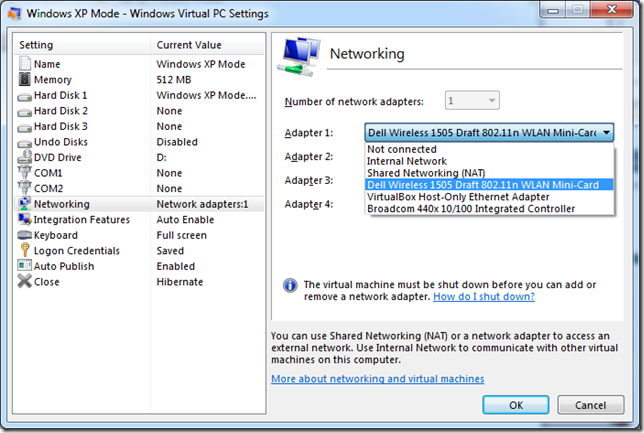 Windows XP Mode - Windows Virtual PC Settings
Setting Current Value
Name Windows XP Mode
Memory 512 MB
Hard Disk 1 Windows XP Mode....
Hard Disk 2 None
Hard Disk 3 None
Undo Disks Disabled
DVD Drive D:
COM1 None
COM2 None
Networking Network adapters:1
Integration Features Auto Enable
Keyboard Full screen
Logon Credentials Saved
Auto Publish Enabled
Close Hibernate
Networking
Number of network adapters: 1
Adapter 1: Dell Wireless 1505 Draft 802.11n WLAN Mini-Card
Not connected
Internal Network
Adapter 2:
Shared Networking (NAT)
Adapter 3:
Dell Wireless 1505 Draft 802.11n WLAN Mini-Card
VirtualBox Host-Only Ethernet Adapter
Adapter 4:
Broadcom 440x 10/100 Integrated Controller
The virtual machine must be shut down before you can add or
remove a network adapter. How do I shut down?
You can use Shared Networking (NAT) or a network adapter to access an
external network. Use Internal Network to communicate with other virtual
machines on this computer.
More about networking and virtual machines
OK Cancel